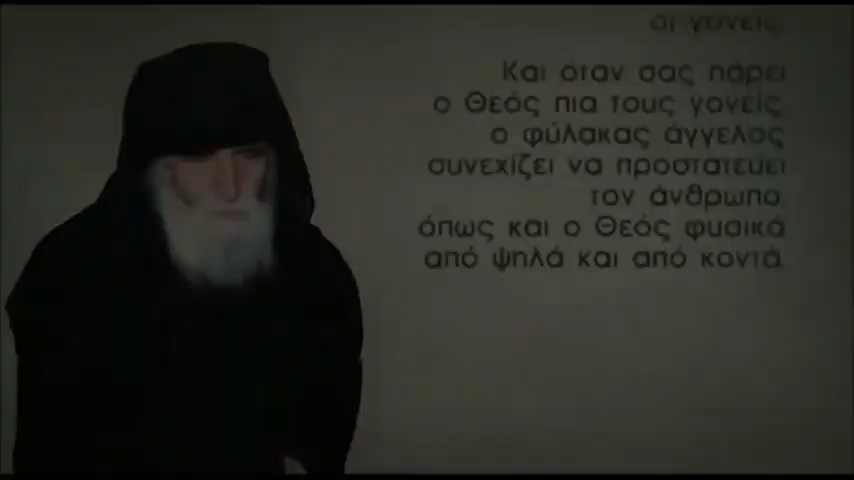 οι γονείς
Και όταν σας πάρει
ο Θεός πια τους γονείς,
ο φύλακας άγγελος
συνεχίζει να προστατεύει
τον άνθρωπο,
όπως και ο Θεός φυσικά
από ψηλά και από κοντά.